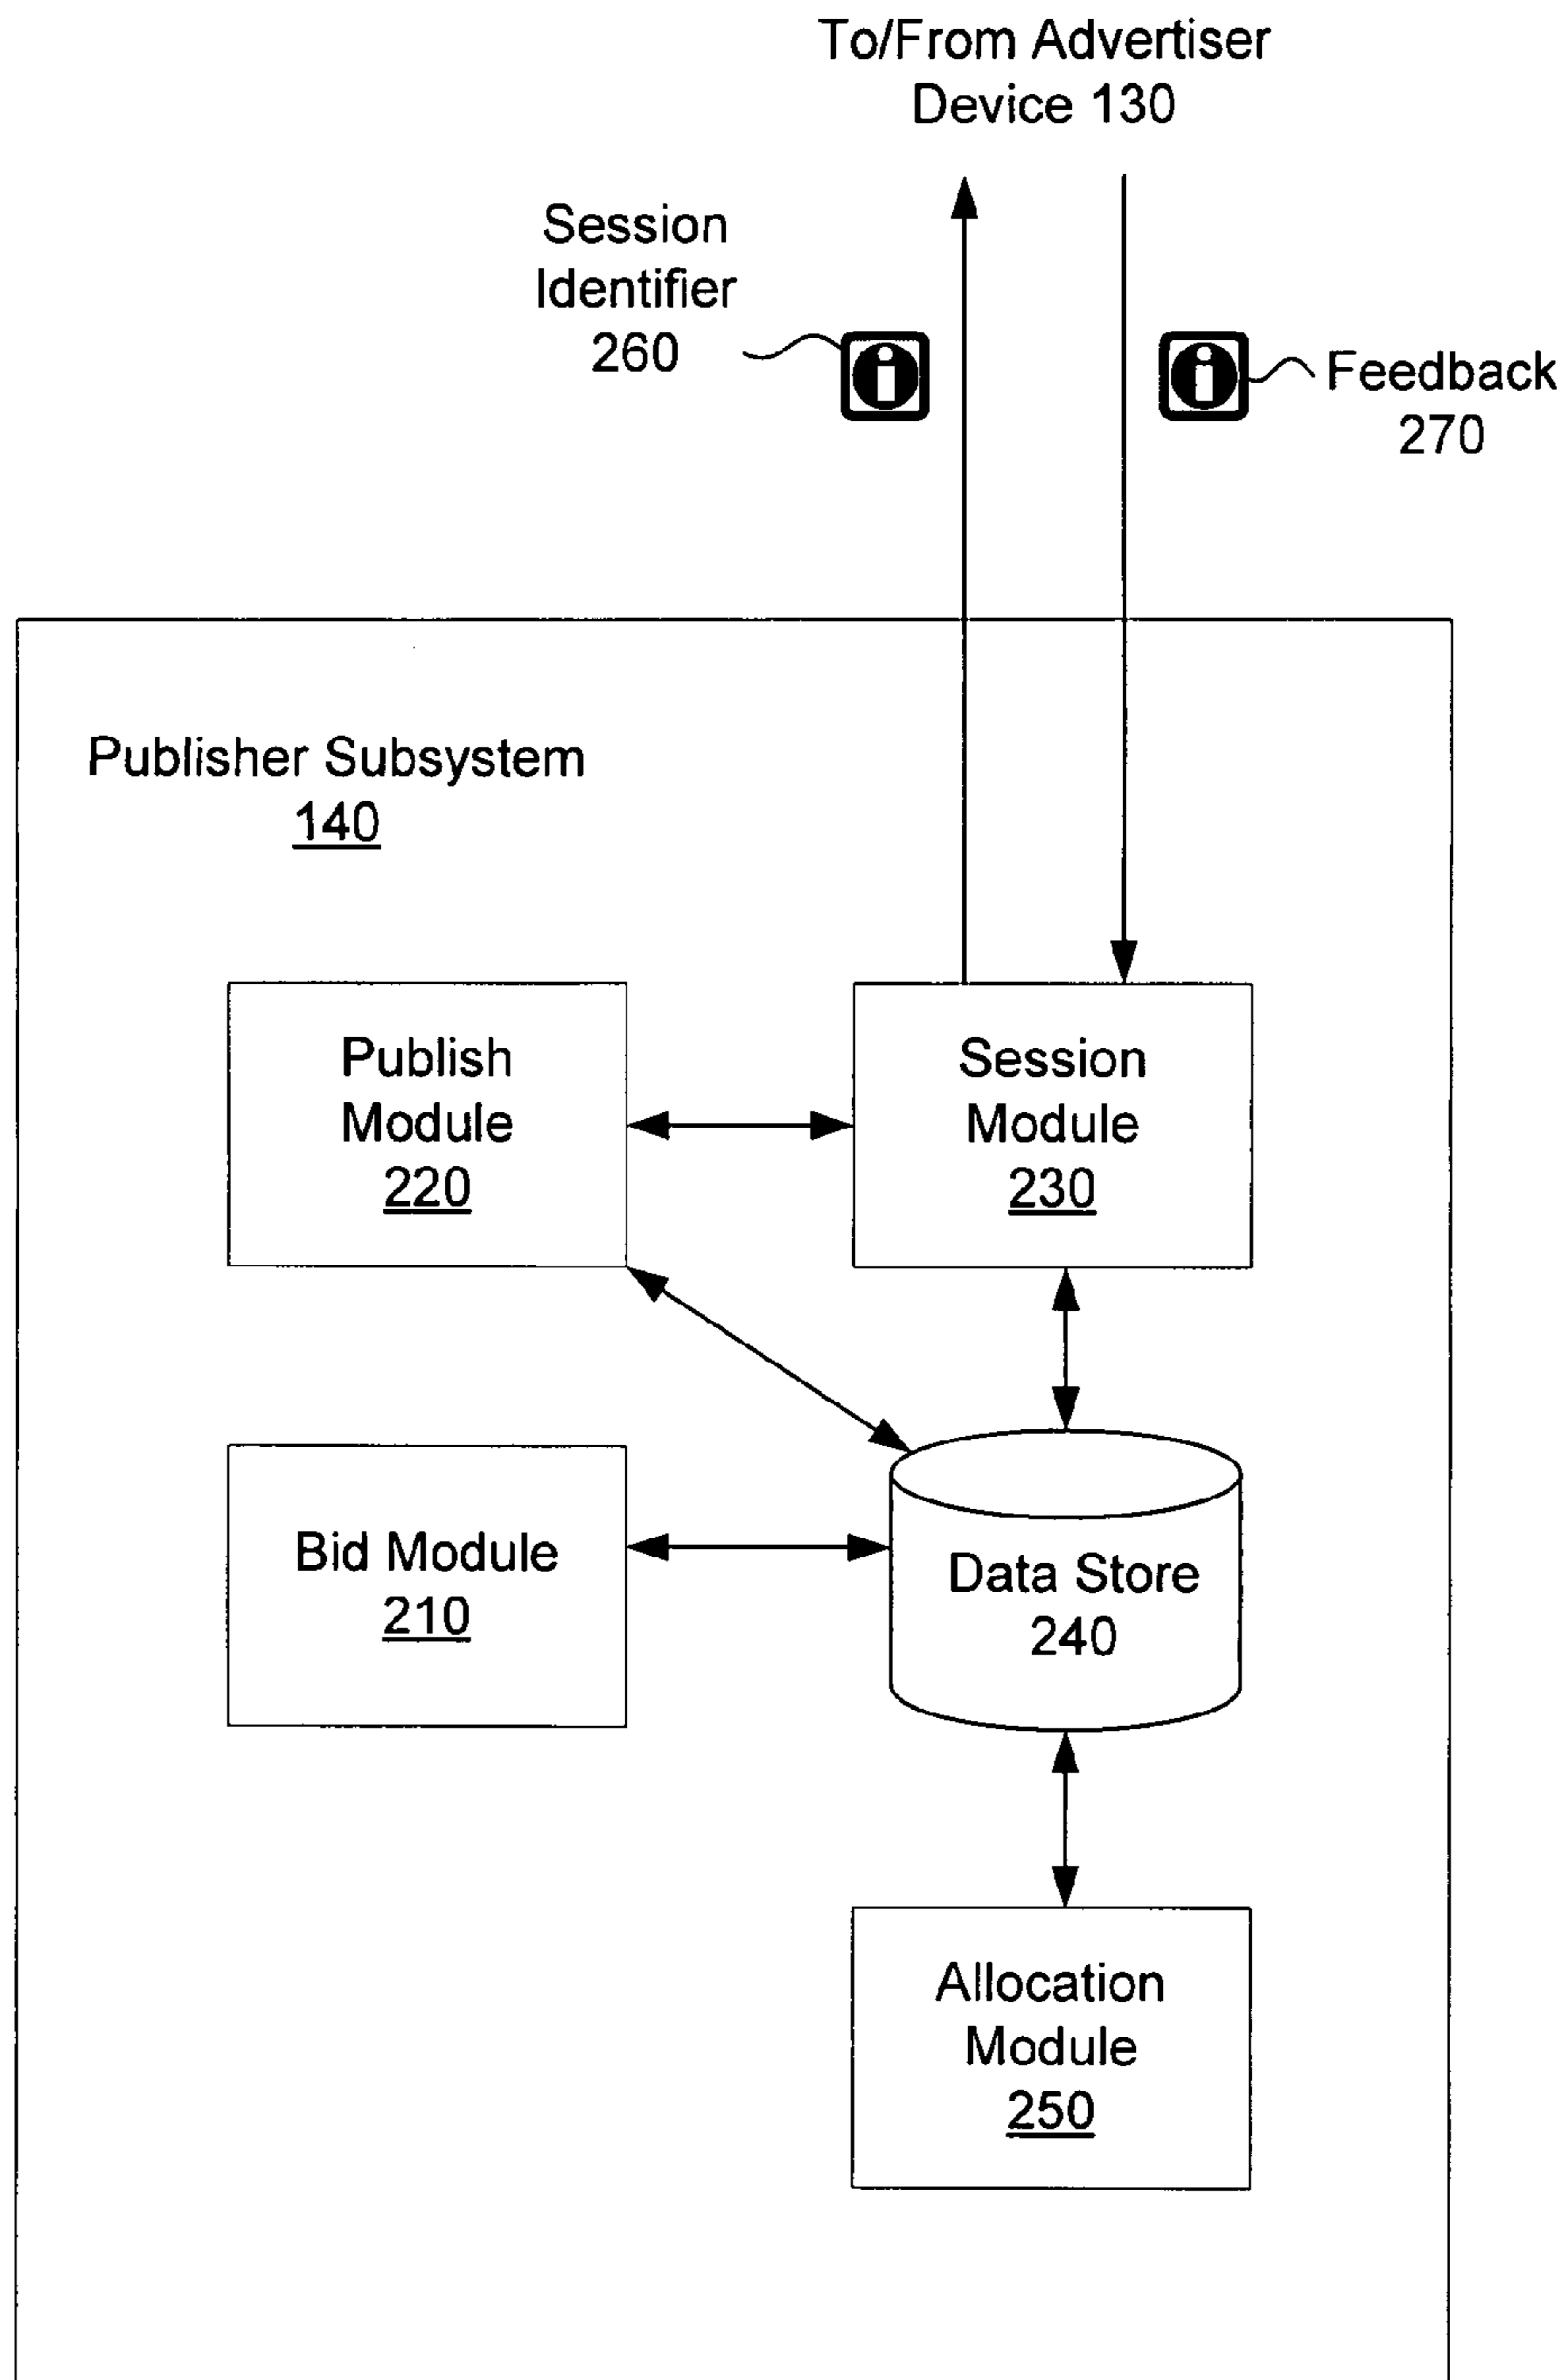 To/From Advertiser
Device 130
Session
Identifier
260
Feedback
270
Publisher Subsystem
140
Publish
Module
220
Session
Module
230
Bid Module
210
Data Store
240
Allocation
Module
250